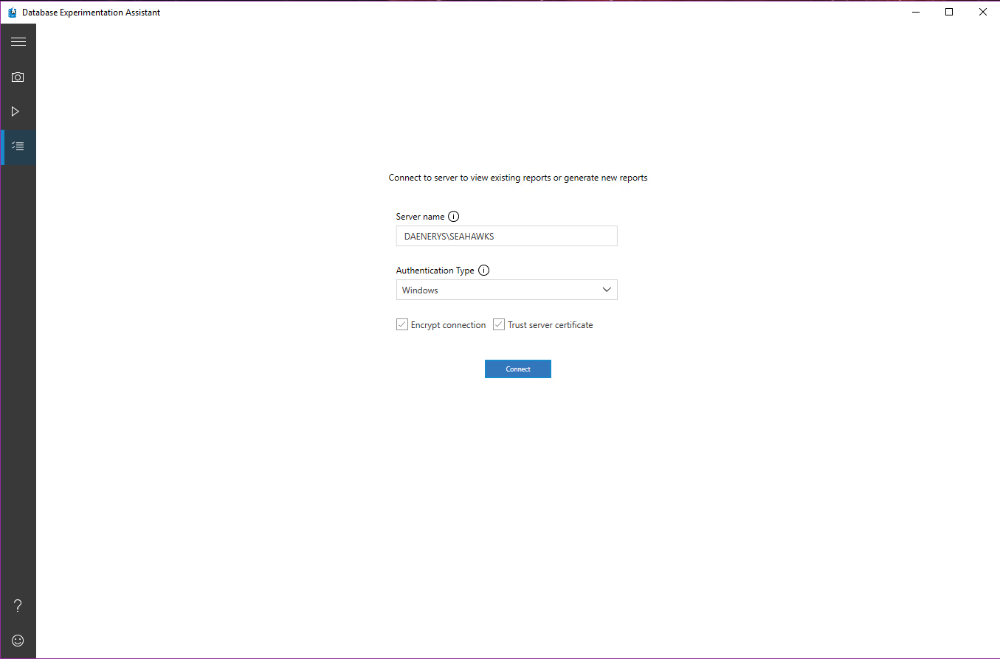 Database Experimentation Assistant
Connect to server to view existing reports or generate new reports
Server name
DAENERYS\SEAHAWKS
Authentication Type
Windows
Encrypt connection Trust server certificate
Connect